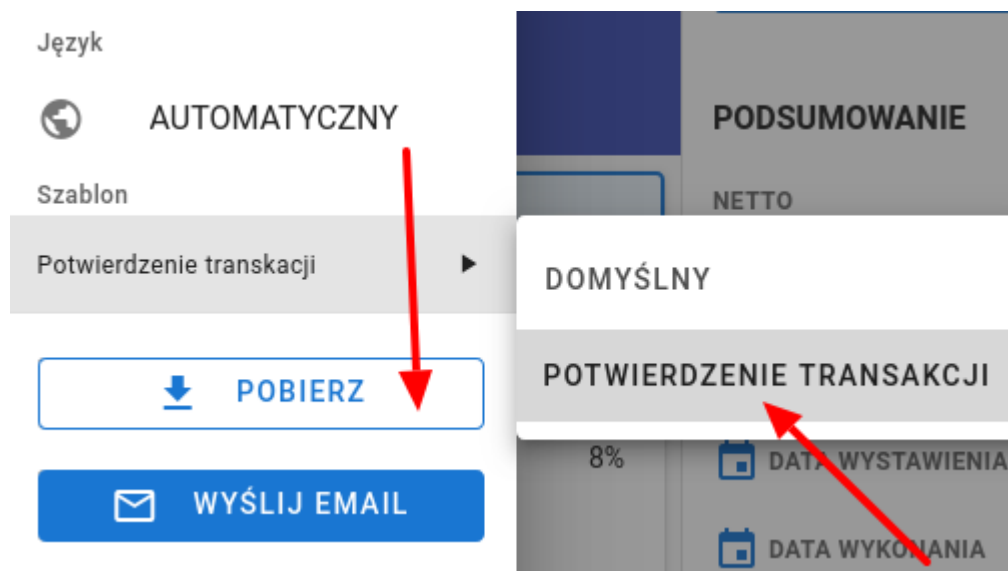 Język
AUTOMATYCZNY
Szablon
Potwierdzenie transkacji
POBIERZ
WYŚLIJ EMAIL
PODSUMOWANIE
NETTO
DOMYŚLNY
POTWIERDZENIE TRANSAKCJI
8%
DATA WYSTAWIENIA
DATA WYKONANIA